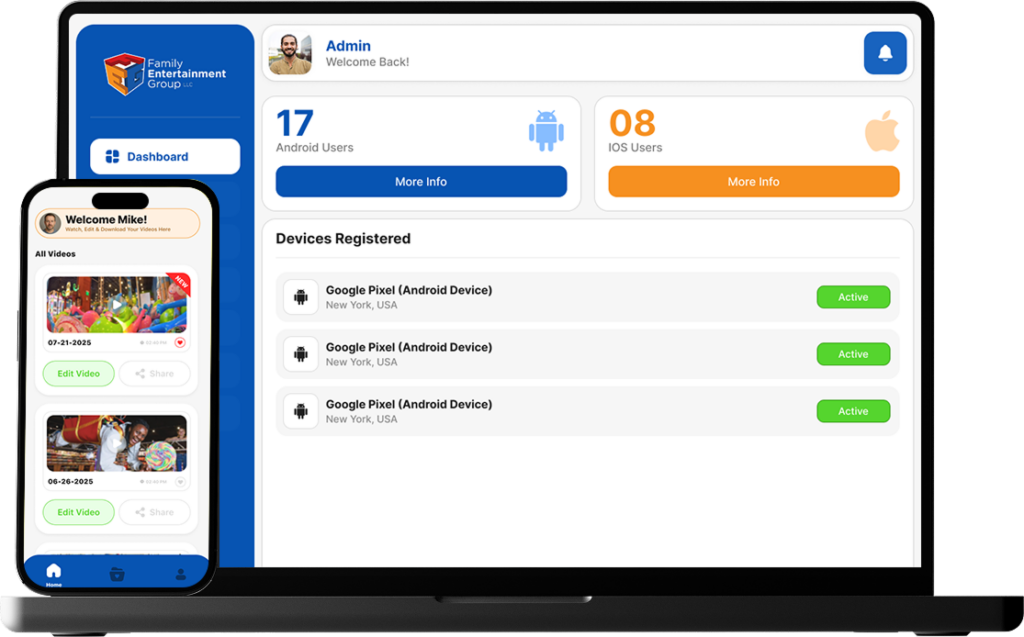 Family
Entertainment
Group LLC
Dashboard
Admin
Welcome Back!
17
Android Users
More Info
08
IOS Users
More Info
Devices Registered
Google Pixel (Android Device)
New York, USA
Active
Google Pixel (Android Device)
New York, USA
Active
Google Pixel (Android Device)
New York, USA
Active
Welcome Mike!
Watch, Edit & Download Your Videos Here
All Videos
NEW
07-21-2025
Edit Video
Share
06-26-2025
Edit Video
Share
Home